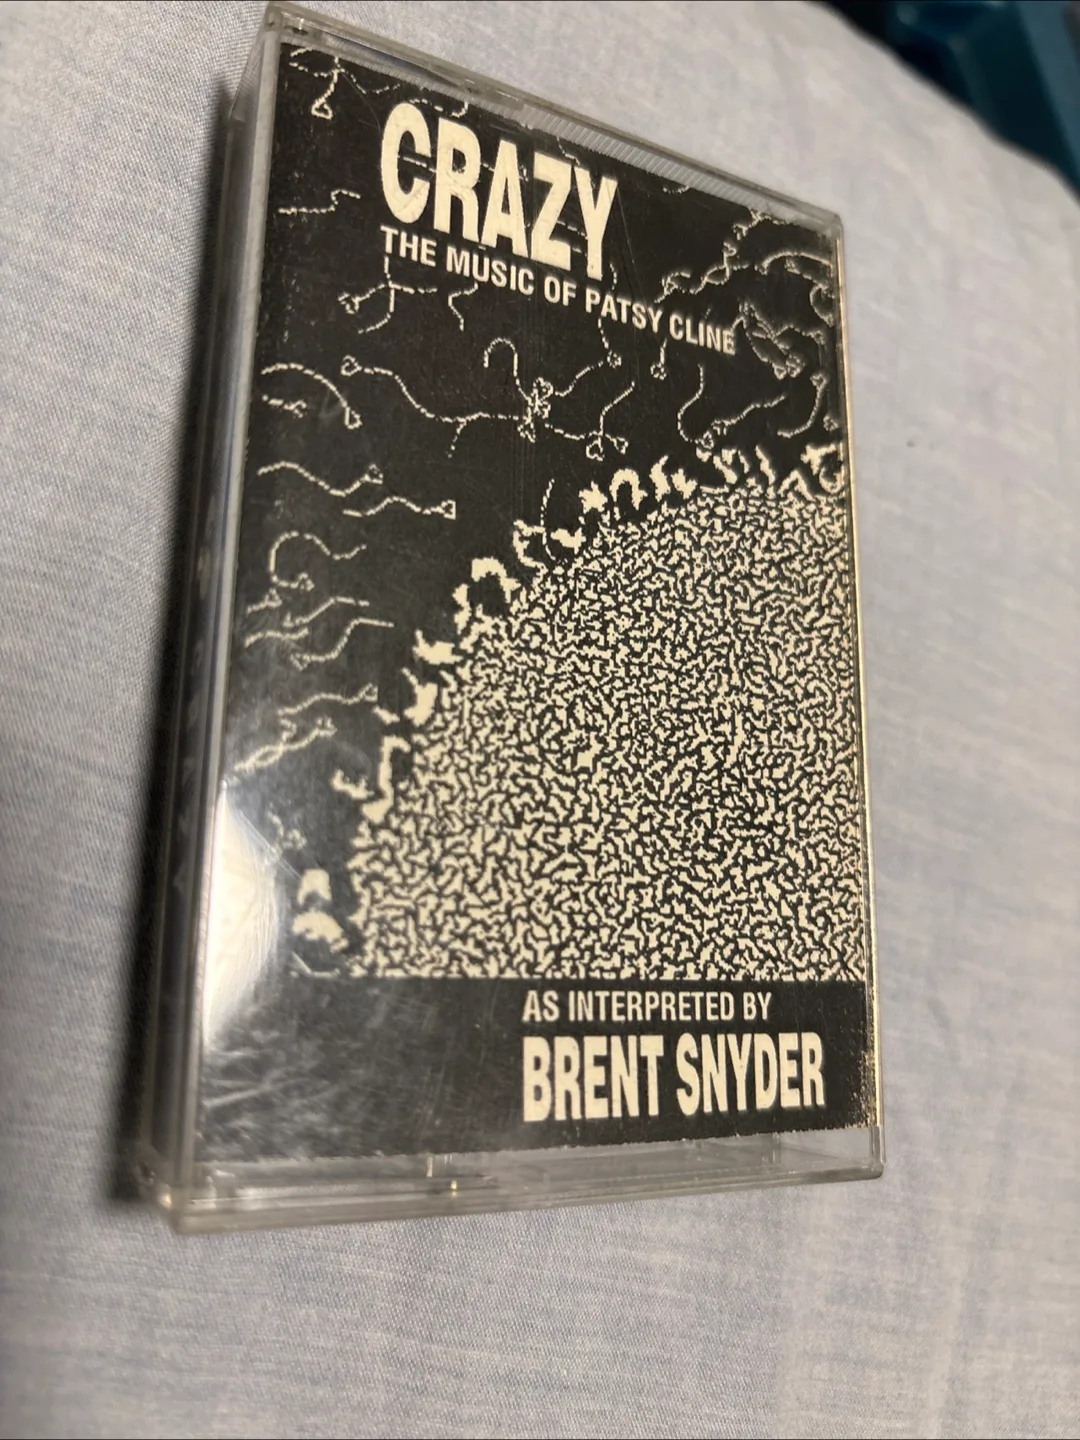 CRAZY
THE MUSIC OF PATSY CLINE
AS INTERPRETED BY
BRENT SNYDER